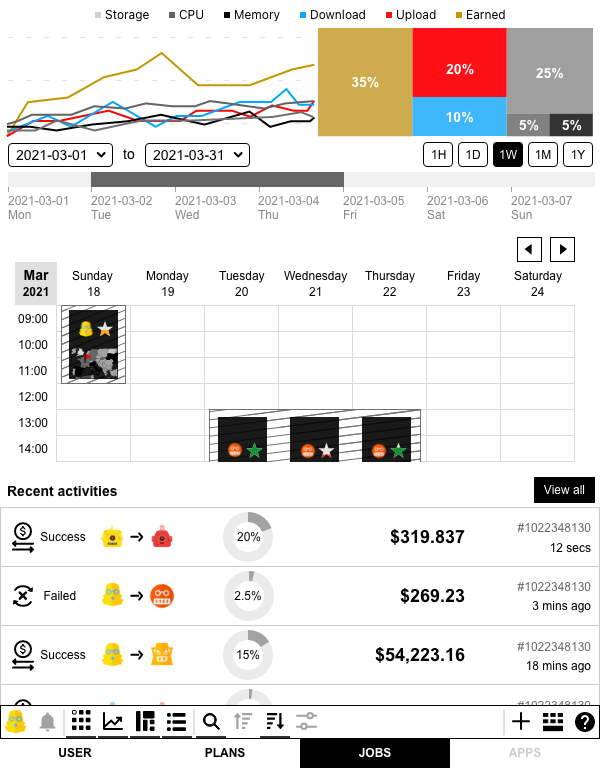 Storage CPU Memory Download Upload Earned
35% 20% 25%
10%
5% 5%
2021-03-01 to 2021-03-31 1H 1D 1W 1M 1Y
2021-03-01 2021-03-02 2021-03-03 2021-03-04 2021-03-05 2021-03-06 2021-03-07
Mon Tue Wed Thu Fri Sat Sun
Mar Sunday Monday Tuesday Wednesday Thursday Friday Saturday
2021 18 19 20 21 22 23 24
09:00
10:00
11:00
12:00
13:00
14:00
Recent activities View all
Success 20% $319.837 #1022348130
12 secs
Failed 2.5% $269.23 #1022348130
3 mins ago
Success 15% $54,223.16 #1022348130
18 mins ago
#1022348130
USER PLANS JOBS APPS